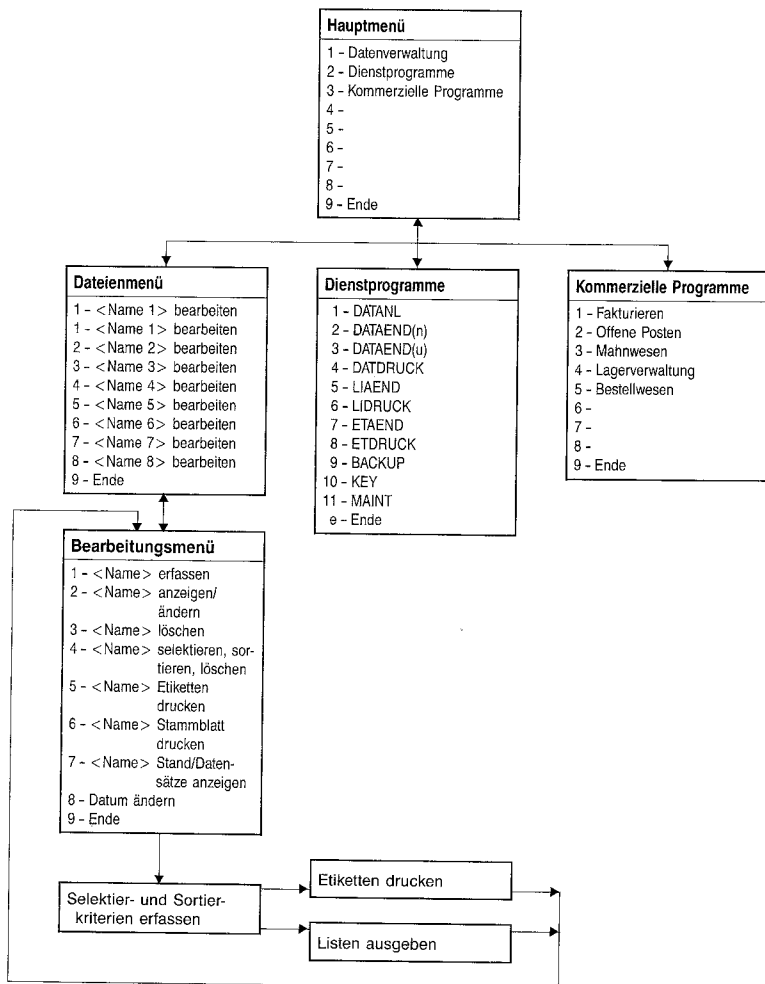 Hauptmenü
1 - Datenverwaltung
2 - Dienstprogramme
3 - Kommerzielle Programme
4 -
5 -
6 -
7 -
8 -
9 - Ende
Dateienmenü
1 - <Name 1> bearbeiten
1 - <Name 1> bearbeiten
2 - <Name 2> bearbeiten
3 - <Name 3> bearbeiten
4 - <Name 4> bearbeiten
5 - <Name 5> bearbeiten
6 - <Name 6> bearbeiten
7 - <Name 7> bearbeiten
8 - <Name 8> bearbeiten
9 - Ende
Dienstprogramme
1 - DATANL
2 - DATAEND(n)
3 - DATAEND(u)
4 - DATDRUCK
5 - LIAEND
6 - LIDRUCK
7 - ETAEND
8 - ETDRUCK
9 - BACKUP
10 - KEY
11 - MAINT
e - Ende
Kommerzielle Programme
1 - Fakturieren
2 - Offene Posten
3 - Mahnwesen
4 - Lagerverwaltung
5 - Bestellwesen
6 -
7 -
8 -
9 - Ende
Bearbeitungsmenü
1 - <Name> erfassen
2 - <Name> anzeigen/
ändern
3 - <Name> löschen
4 - <Name> selektieren, sor-
tieren, löschen
5 - <Name> Etiketten
drucken
6 - <Name> Stammblatt
drucken
7 - <Name> Stand/Daten-
sätze anzeigen
8 - Datum ändern
9 - Ende
Selektier- und Sortier-
kriterien erfassen
Etiketten drucken
Listen ausgeben